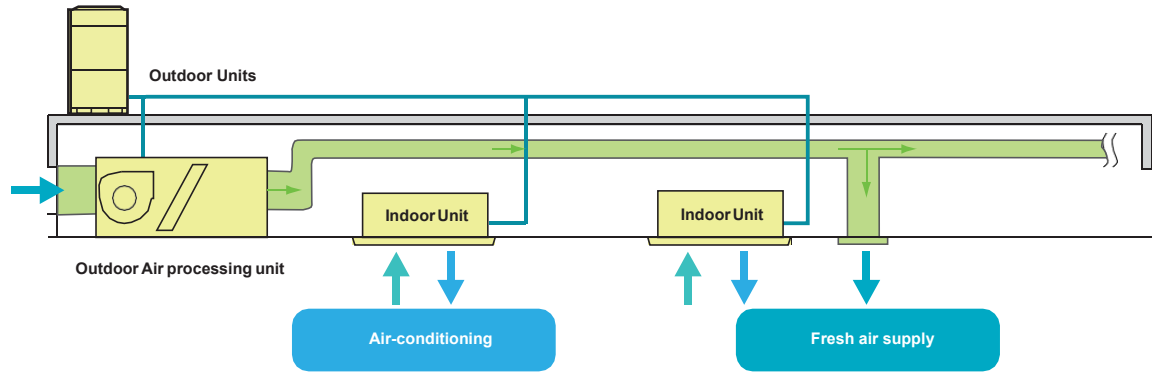 Outdoor Units
Indoor Unit
Indoor Unit
Outdoor Air processing unit
Air-conditioning
Fresh air supply